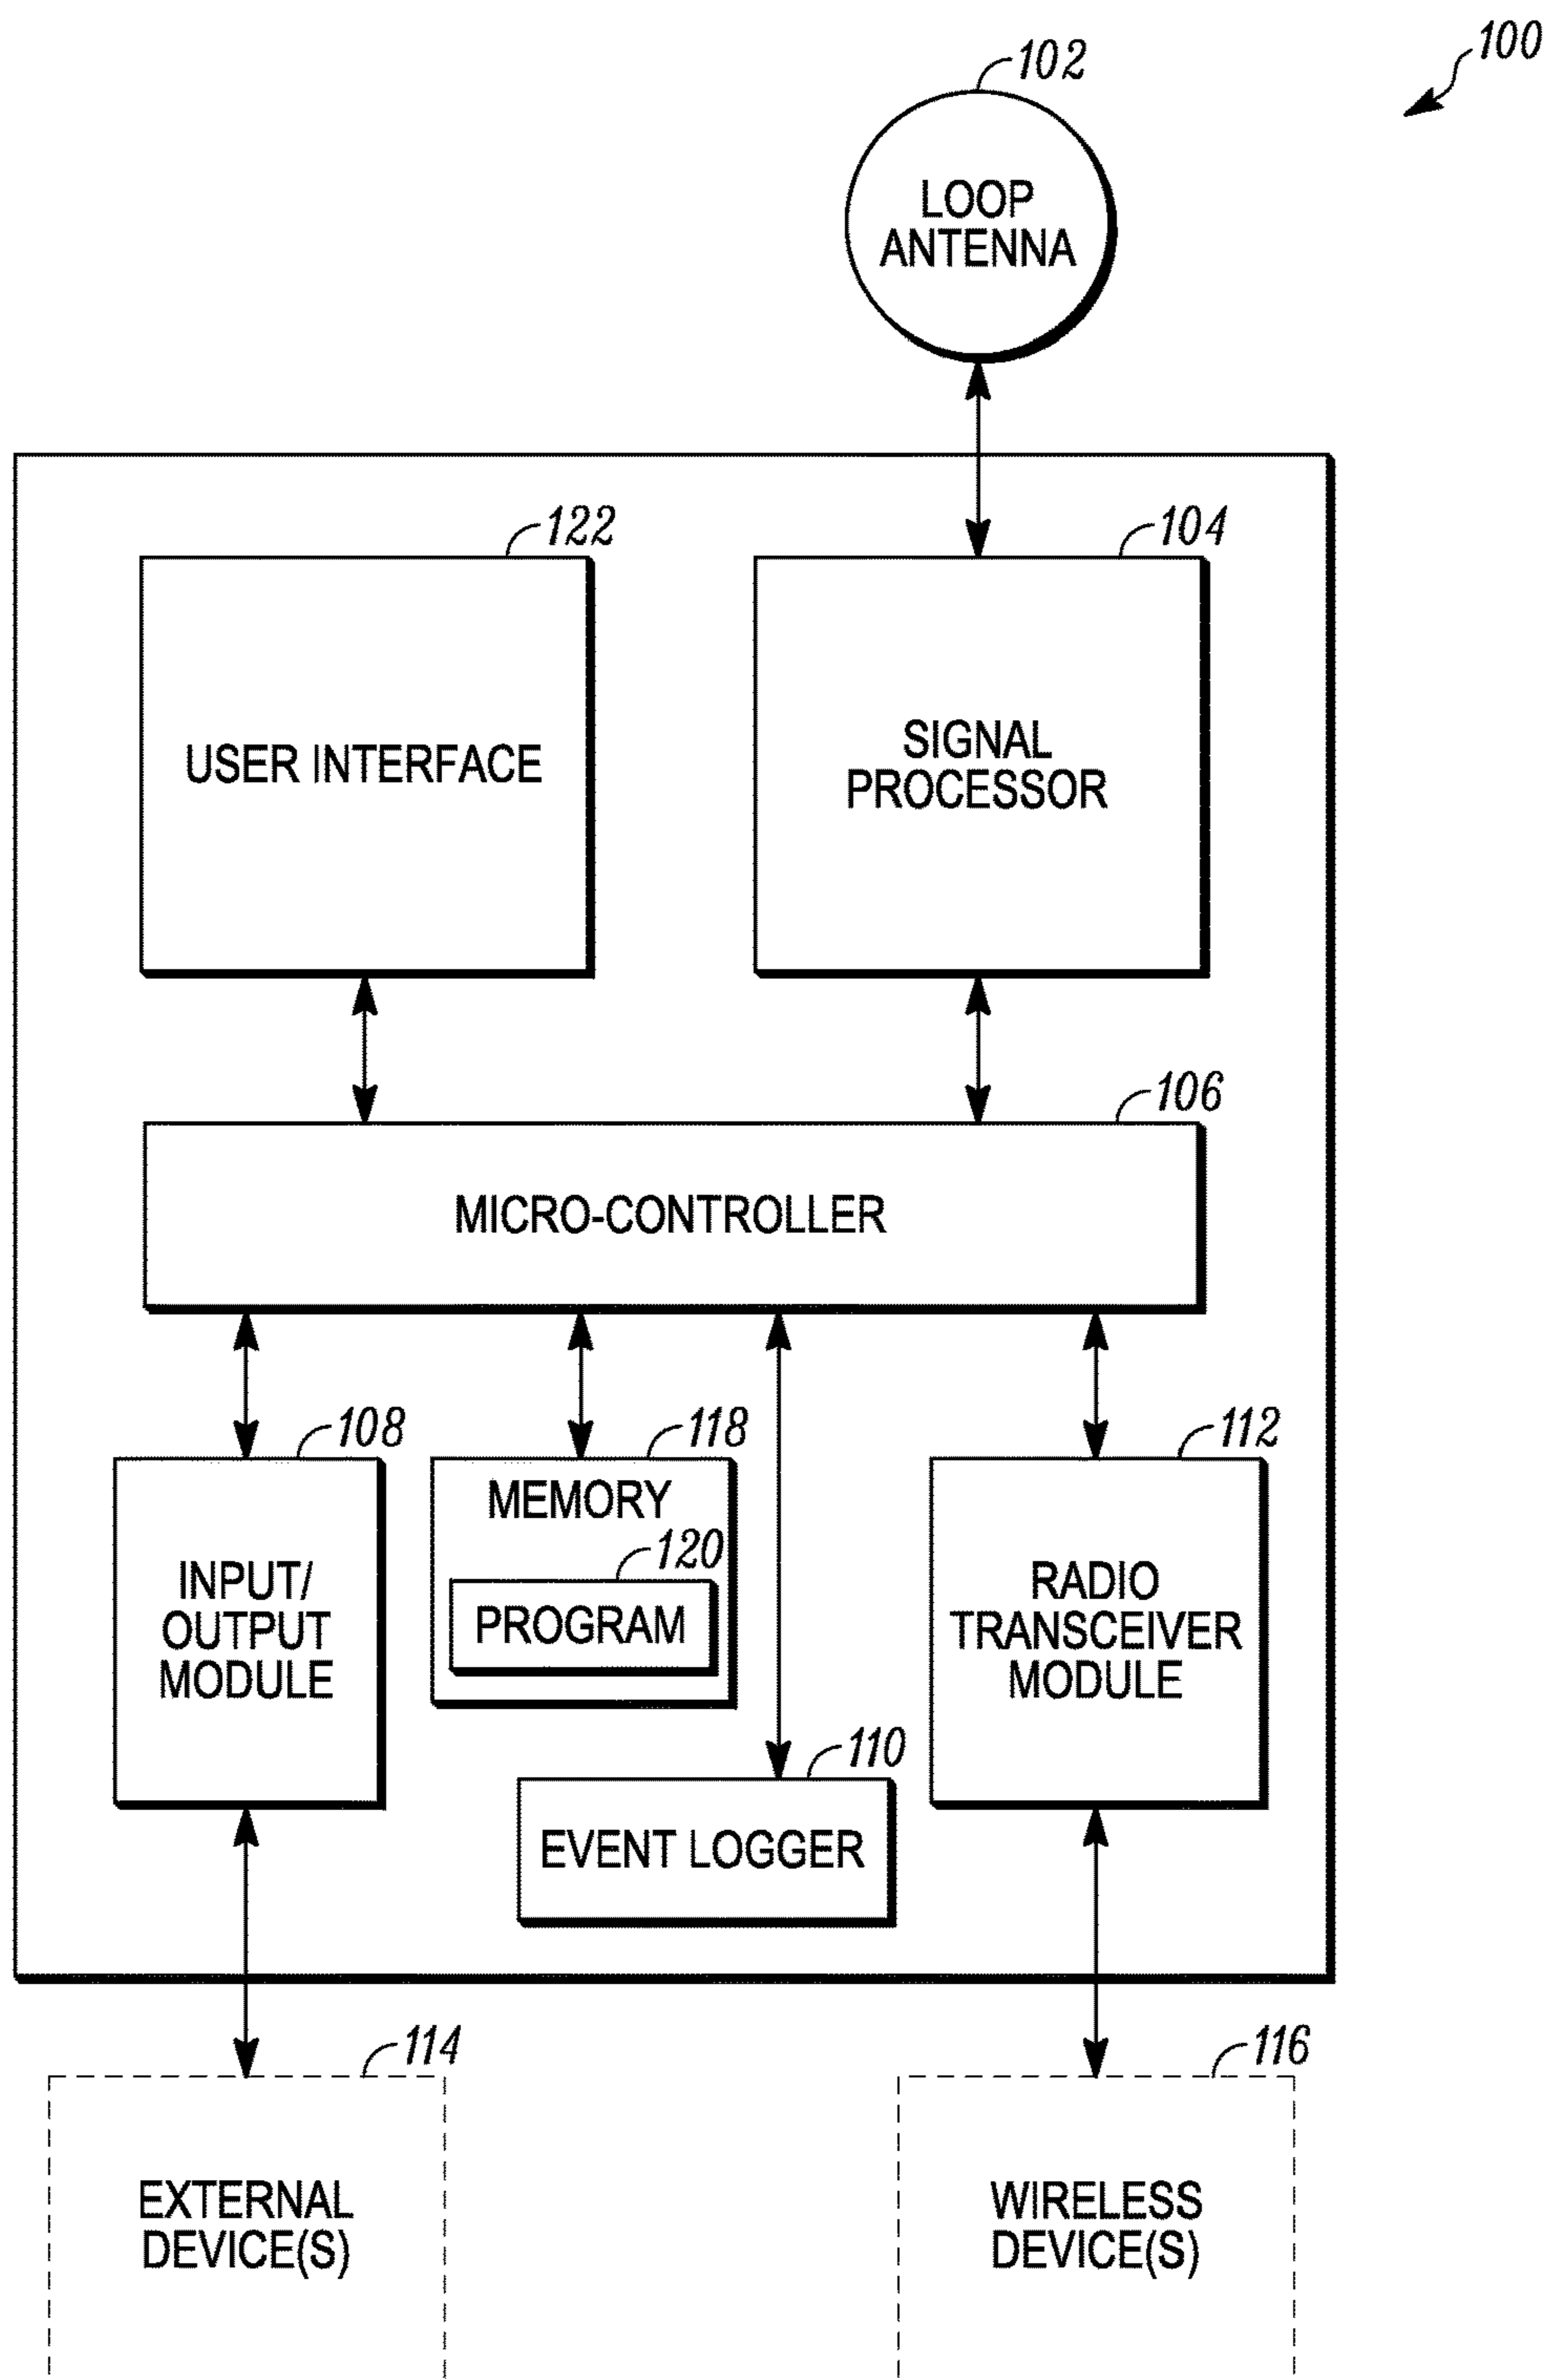 100
102
LOOP
ANTENNA
122
104
USER INTERFACE
SIGNAL
PROCESSOR
106
MICRO-CONTROLLER
108
118
112
INPUT/
OUTPUT
MODULE
MEMORY
120
PROGRAM
RADIO
TRANSCEIVER
MODULE
110
EVENT LOGGER
114
116
EXTERNAL
DEVICE(S)
WIRELESS
DEVICE(S)